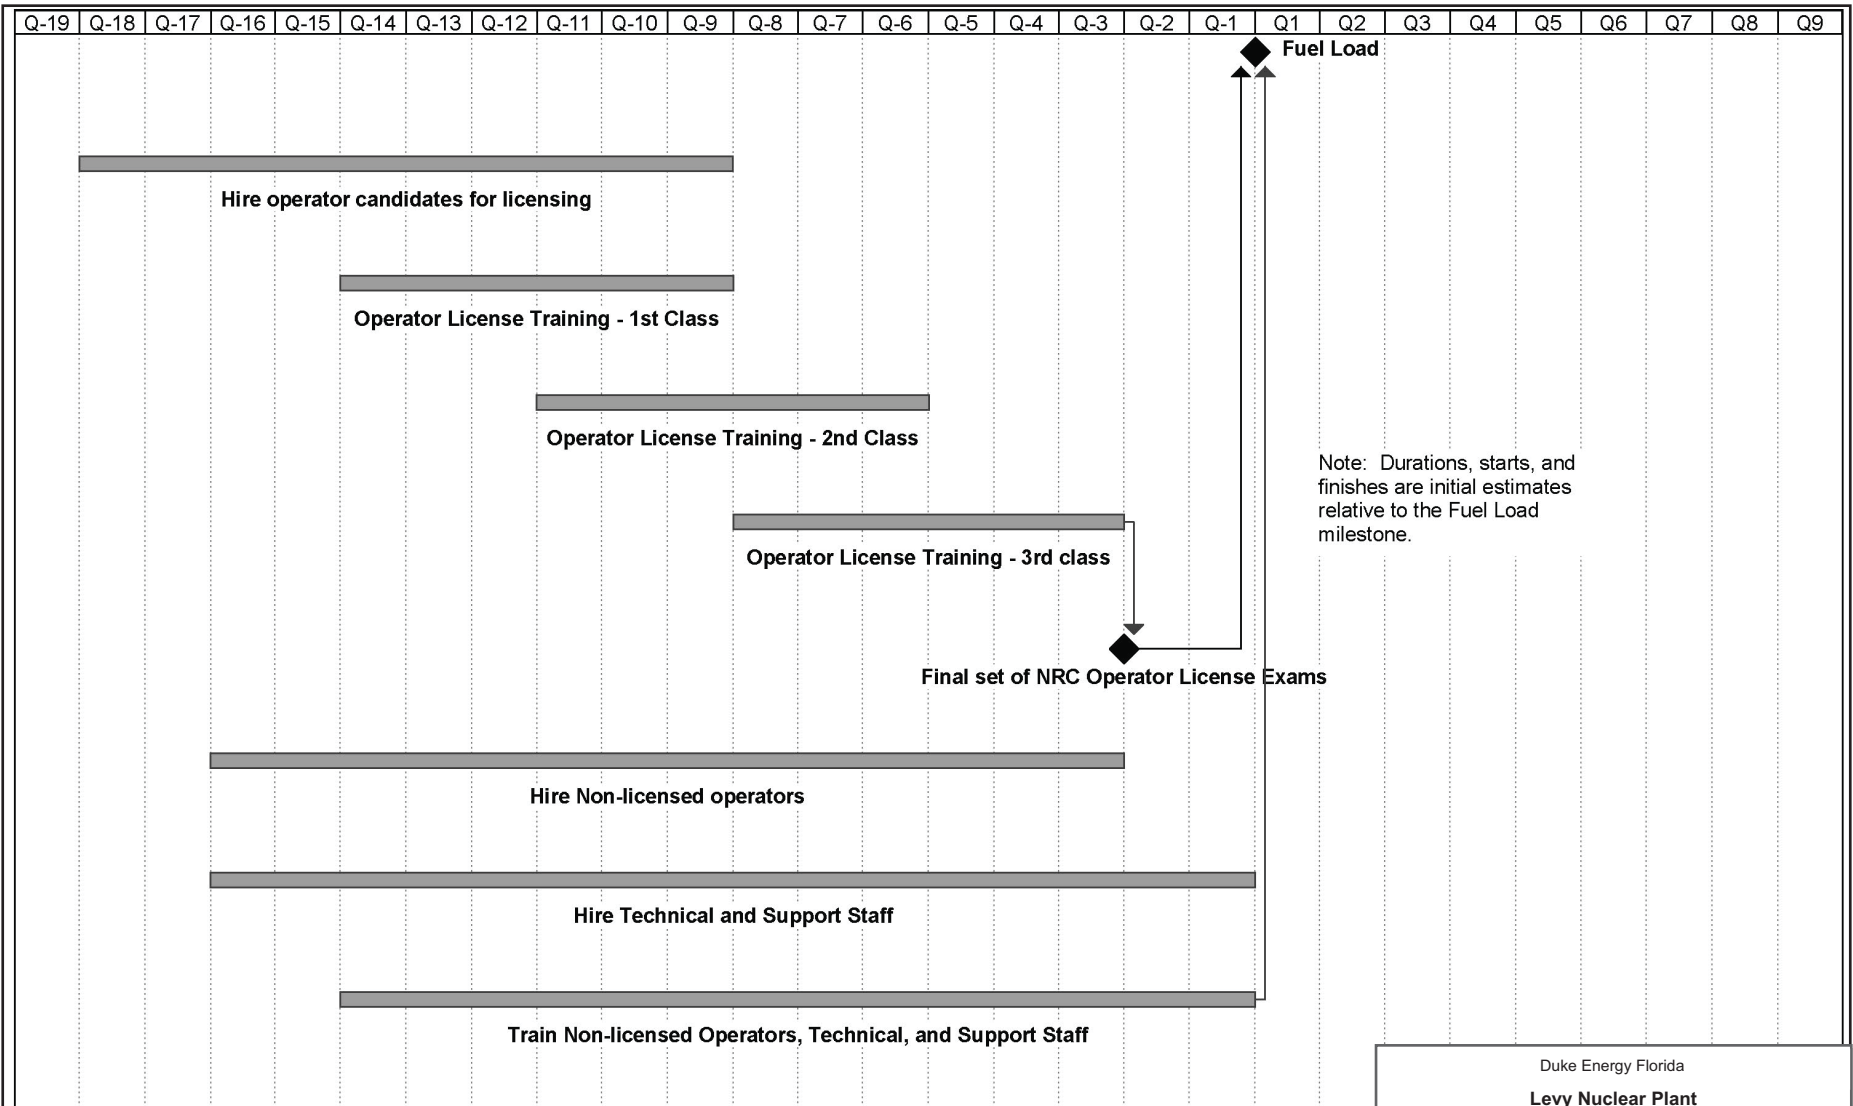 Q-19 Q-18 Q-17 Q-16 Q-15 Q-14 Q-13 Q-12 Q-11 Q-10 Q-9 Q-8 Q-7 Q-6 Q-5 Q-4 Q-3 Q-2 Q-1 Q1 Q2 Q3 Q4 Q5 Q6 Q7 Q8 Q9
Fuel Load
Hire operator candidates for licensing
Operator License Training - 1st Class
Operator License Training - 2nd Class
Note: Durations, starts, and
finishes are initial estimates
relative to the Fuel Load
milestone.
Operator License Training - 3rd class
Final set of NRC Operator License Exams
Hire Non-licensed operators
Hire Technical and Support Staff
Train Non-licensed Operators, Technical, and Support Staff
Duke Energy Florida
Levy Nuclear Plant